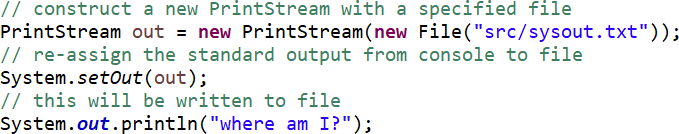 // construct a new PrintStream with a specified file
PrintStream out = new PrintStream(new File("src/sysout.txt"));
// re-assign the standard output from console to file
System.setOut(out);
// this will be written to file
System.out.println("where am I?");